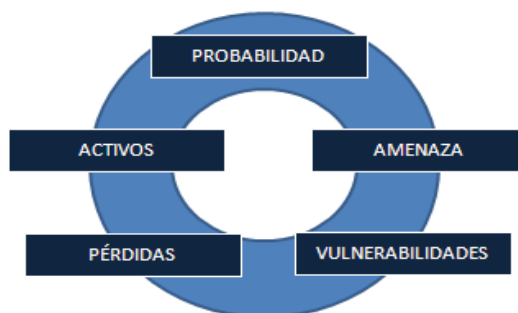 PROBABILIDAD
ACTIVOS
AMENAZA
PÉRDIDAS
VULNERABILIDADES